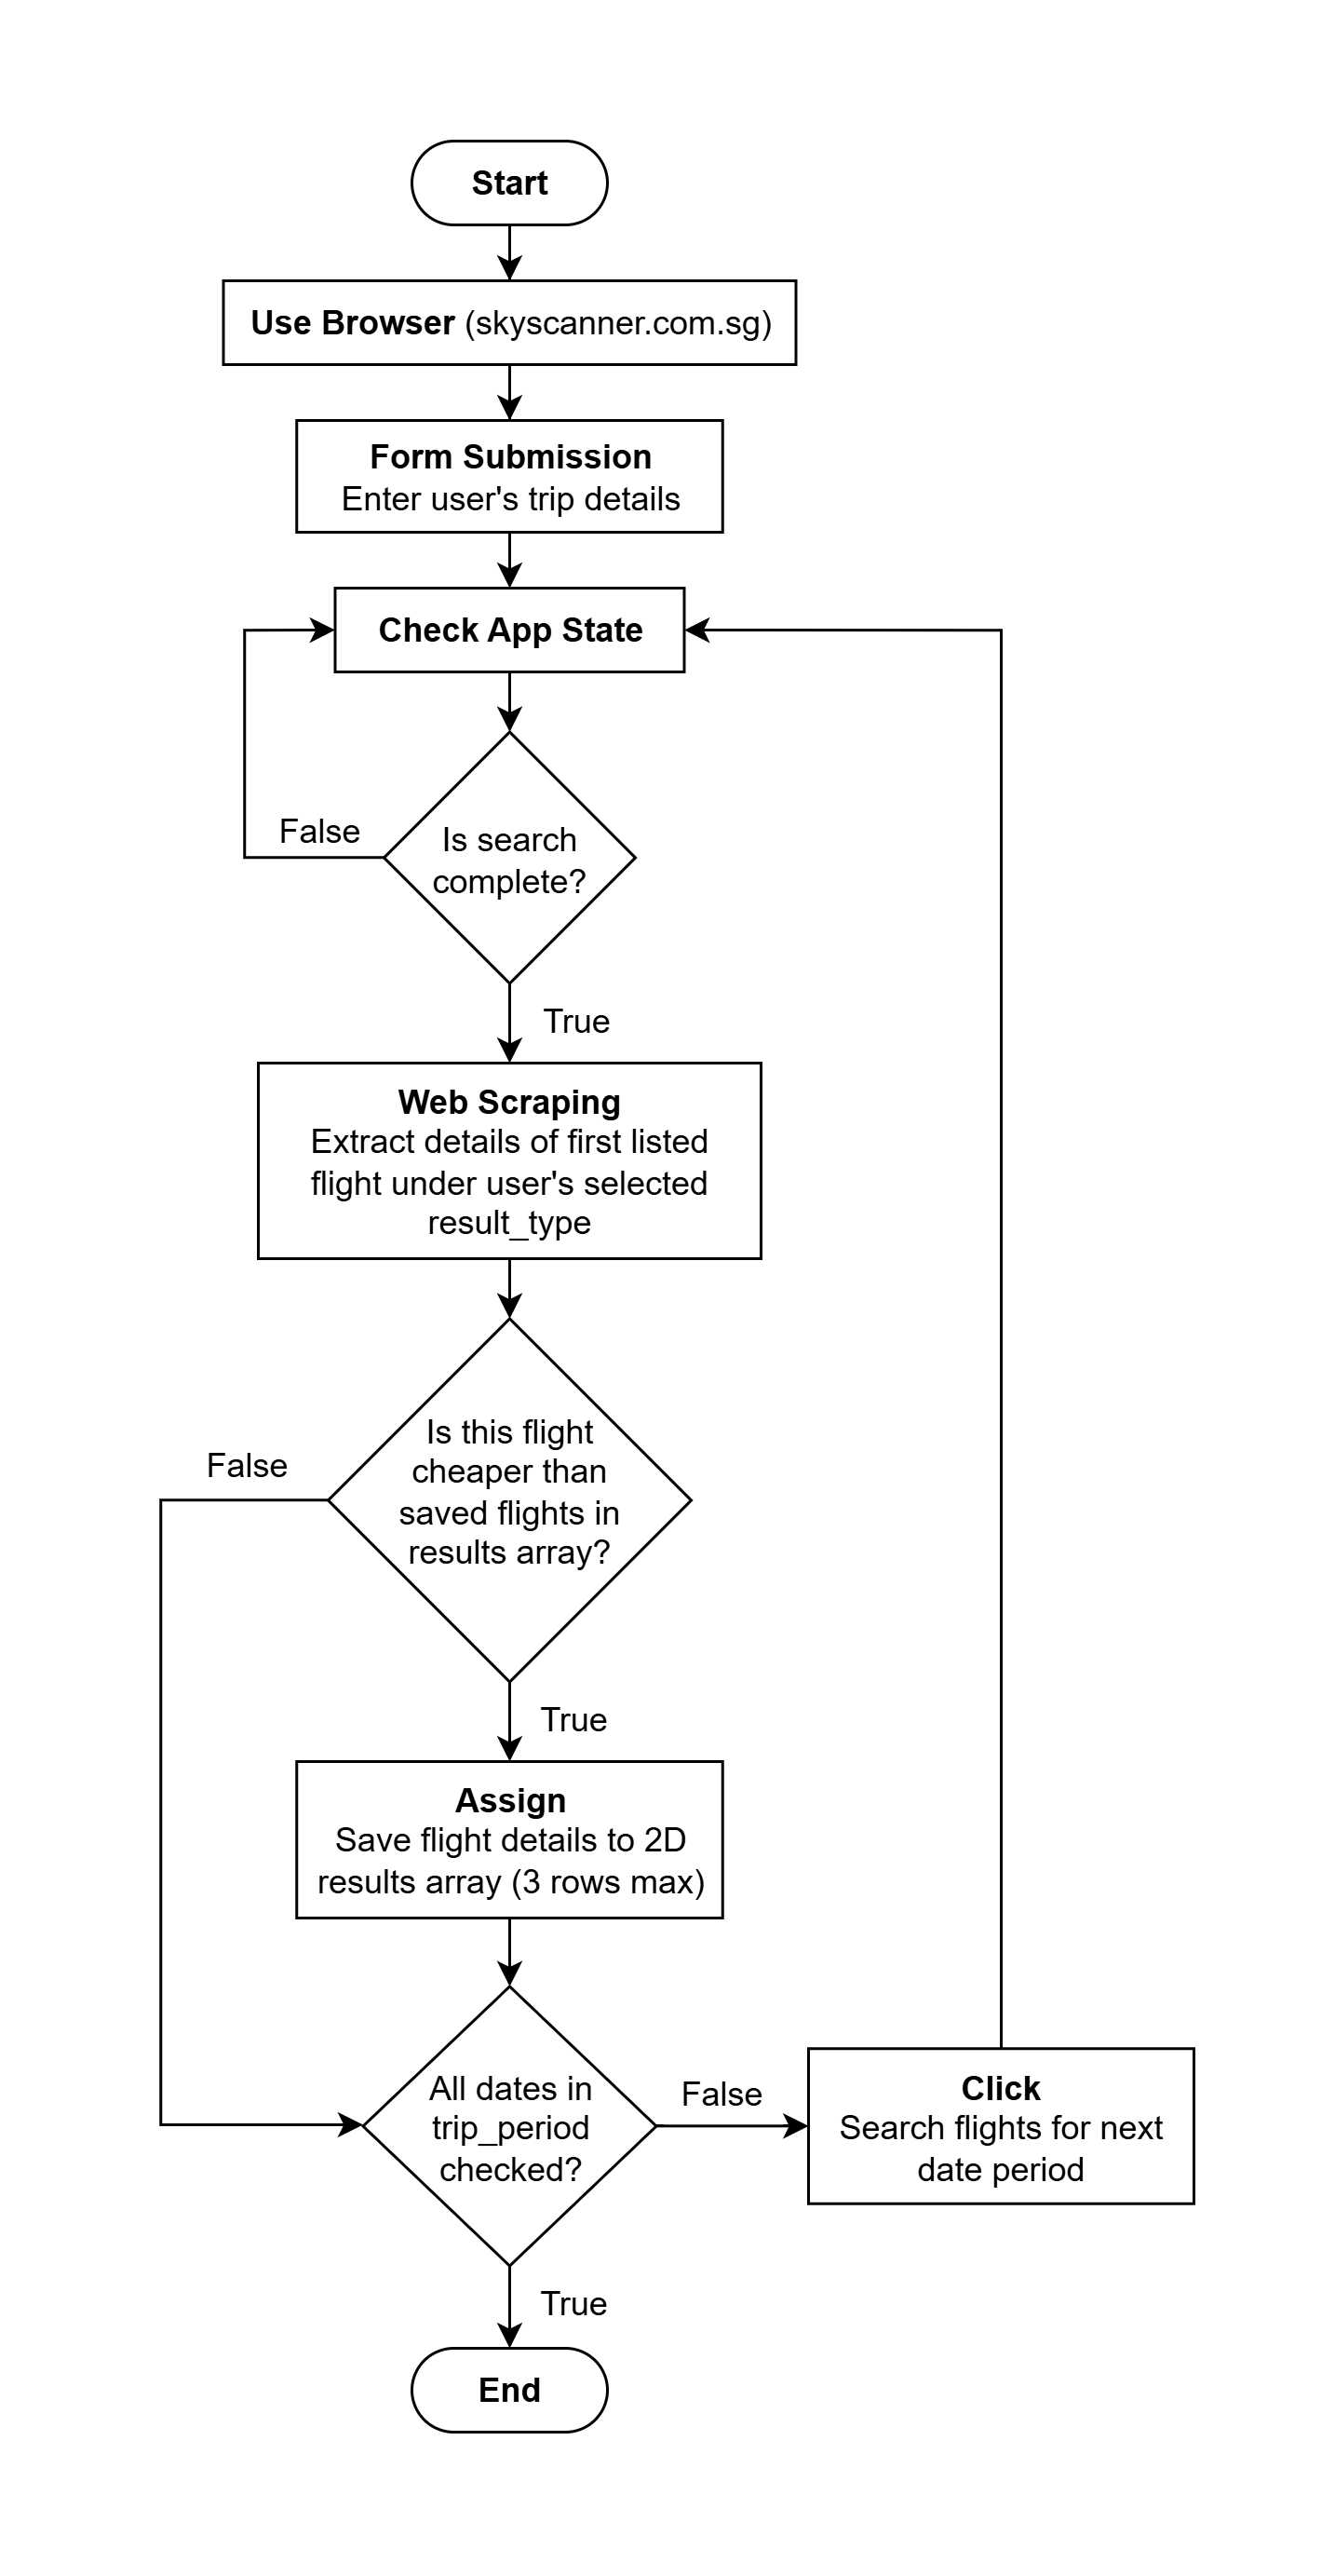 Start
Use Browser (skyscanner.com.sg)
Form Submission
Enter user's trip details
Check App State
False
Is search
complete?
True
Web Scraping
Extract details of first listed
flight under user's selected
result_type
Is this flight
cheaper than
saved flights in
results array?
False
True
Assign
Save flight details to 2D
results array (3 rows max)
All dates in
trip_period
checked?
False
Click
Search flights for next
date period
True
End